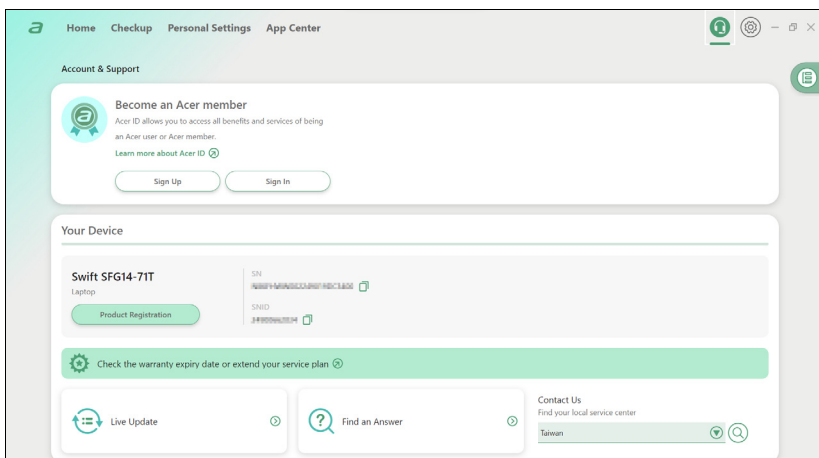 Home Checkup Personal Settings App Center
Account & Support
Become an Acer member
Acer ID allows you to access all benefits and services of being
an Acer user or Acer member.
Learn more about Acer ID
Sign Up Sign In
Your Device
Swift SFG14-71T
Laptop
Product Registration
SN
SNID
Check the warranty expiry date or extend your service plan
Live Update
Find an Answer
Contact Us
Find your local service center
Taiwan